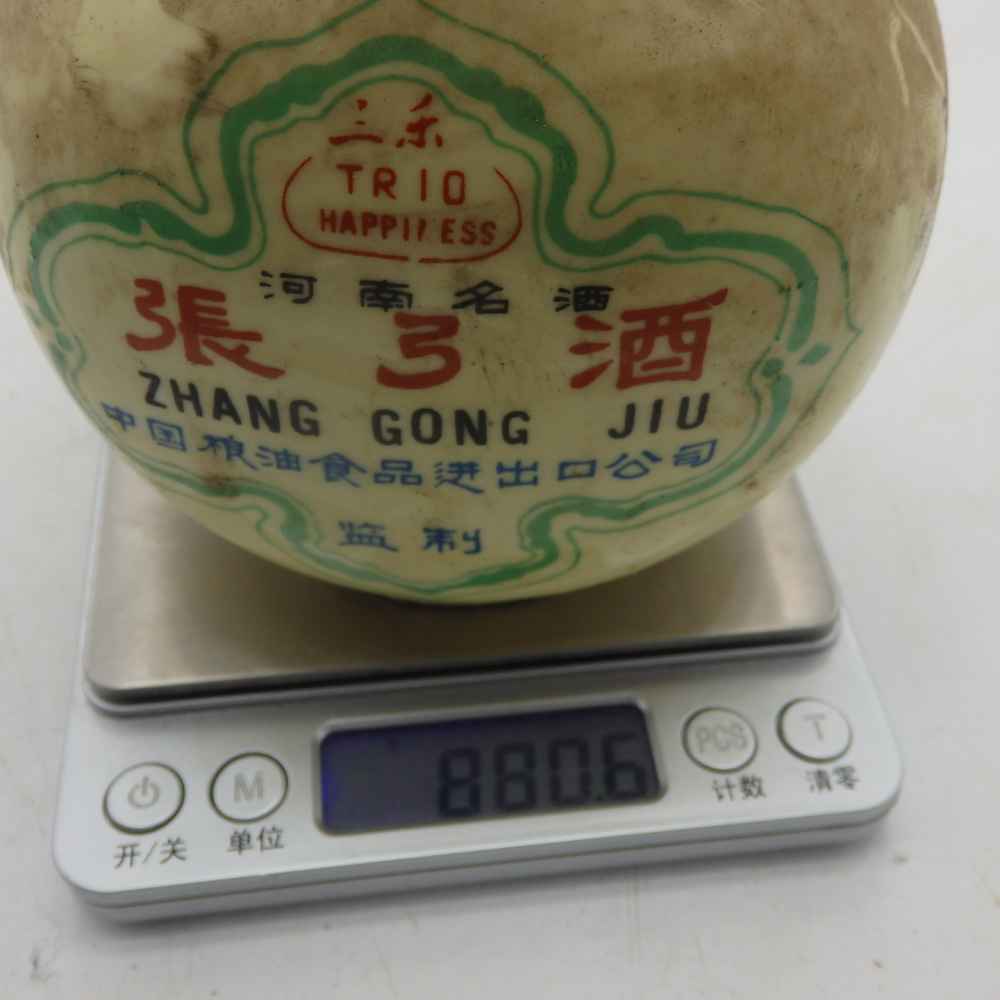 三乐
TRIO
HAPPINESS
河南名酒
張弓酒
ZHANG GONG JIU
中国粮油食品进出口公司
监制
880.6
PCS
T
M
计数
清零
开/关
单位